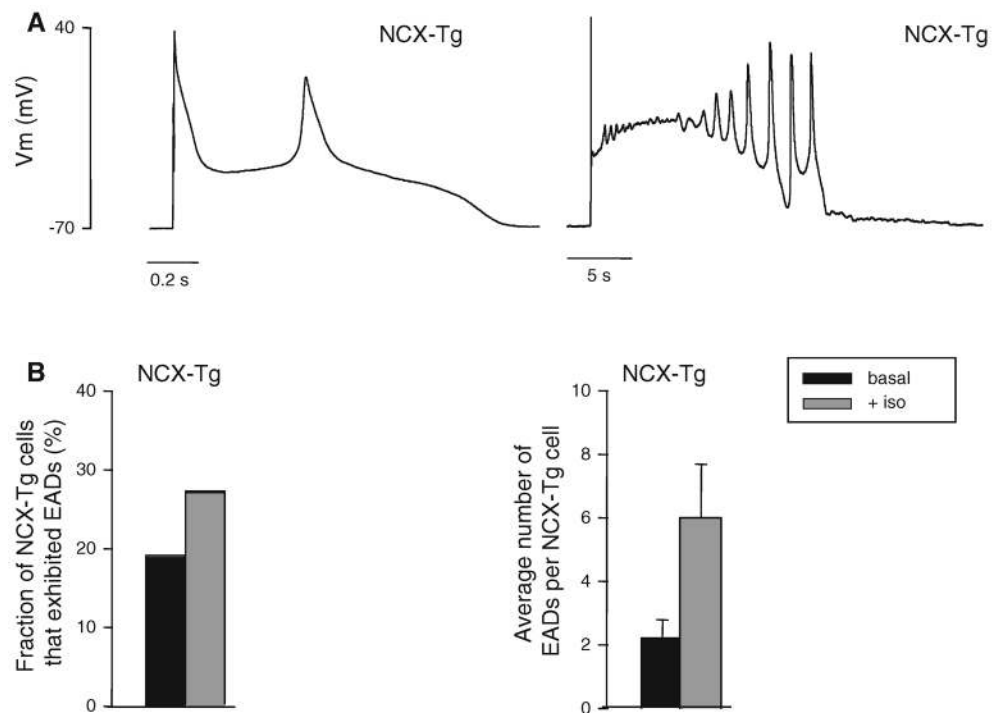 A
NCX-Tg
NCX-Tg
40
Vm (mV)
-70
0.2 s
5 s
B
NCX-Tg
40
30
20
10
0
Fraction of NCX-Tg cells
that exhibited EADs (%)
NCX-Tg
10
8
6
4
2
0
Average number of
EADs per NCX-Tg cell
basal
+ iso